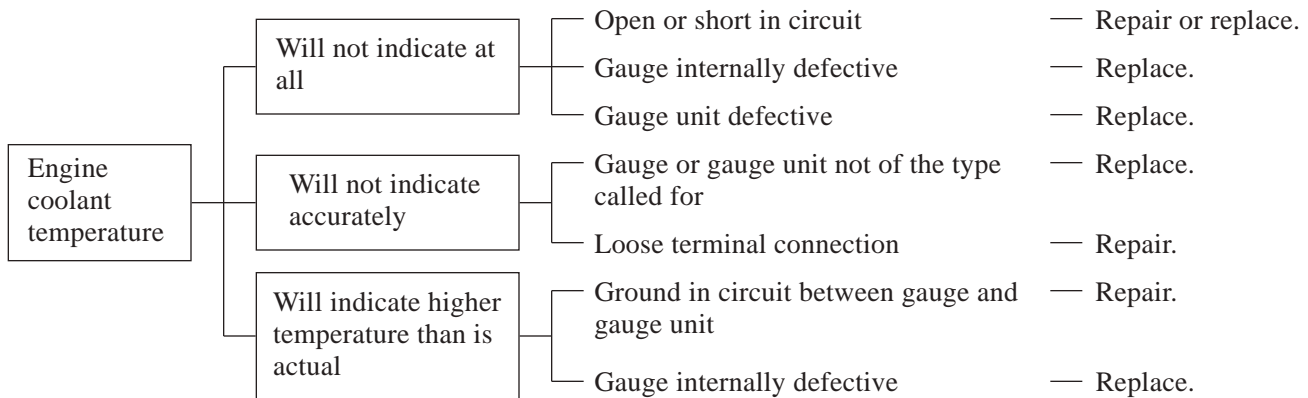 Engine
coolant
temperature
Will not indicate at
all
Open or short in circuit — Repair or replace.
Gauge internally defective — Replace.
Gauge unit defective — Replace.
Will not indicate
accurately
Gauge or gauge unit not of the type — Replace.
called for
Loose terminal connection — Repair.
Will indicate higher
temperature than is
actual
Ground in circuit between gauge and — Repair.
gauge unit
Gauge internally defective — Replace.